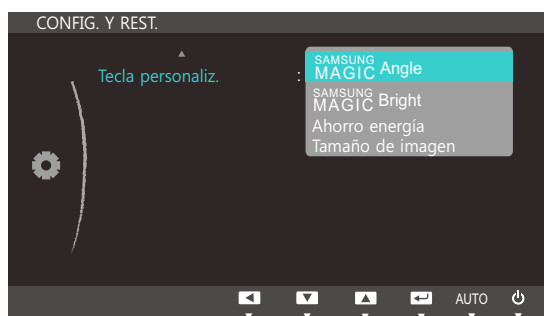 CONFIG. Y REST.
Tecla personaliz. : SAMSUNG MAGIC Angle
SAMSUNG MAGIC Bright
Ahorro energía
Tamaño de imagen
AUTO